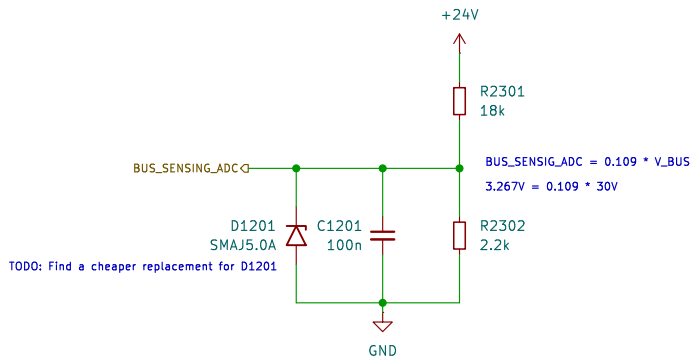 +24V
R2301
18k
BUS_SENSING_ADC
BUS_SENSIG_ADC = 0.109 * V_BUS
3.267V = 0.109 * 30V
D1201
SMAJ5.0A
C1201
100n
R2302
2.2k
TODO: Find a cheaper replacement for D1201
GND